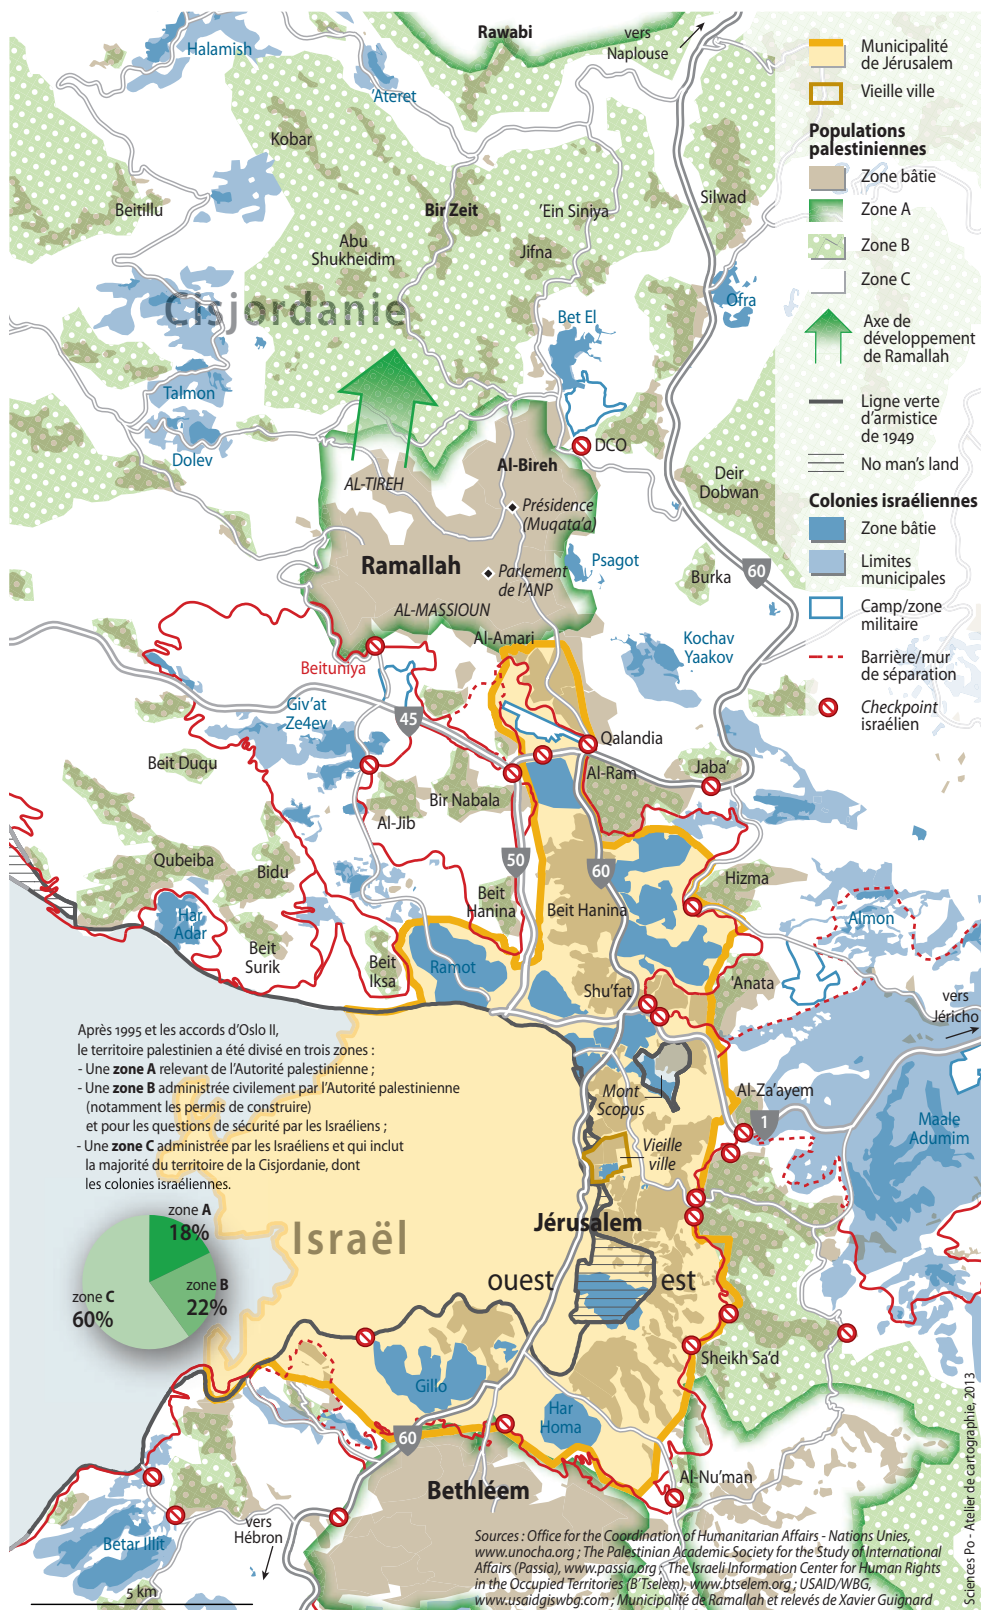 Rawabi
vers
Naplouse
Halamish
'Ateret
Kobar
Beitillu
Bir Zeit
'Ein Siniya
Silwad
Abu
Shukheidim
Jifna
Cisjordanie
Bet El
Ofra
Talmon
Dolev
DCO
AL-TIREH
Al-Bireh
Présidence
(Muqata'a)
Deir
Dobwan
Ramallah
Parlement
de l'ANP
Psagot
Burka
60
AL-MASSIOUN
Al-Amari
Kochav
Yaakov
Beituniya
Giv'at
Ze4ev
45
Qalandia
Beit Duqu
Al-Ram
Jaba'
Bir Nabala
Al-Jib
Qubeiba
Bidu
50
60
Hizma
Beit
Hanina
Beit Hanina
Har
Adar
Almon
Beit
Surik
Beit
Iksa
Ramot
Shu'fat
'Anata
vers
Jéricho
Mont
Scopus
Al-Za'ayem
1
Maale
Adumim
Vieille
ville
Israël
Jérusalem
ouest
est
Sheikh Sa'd
Gillo
Har
Homa
60
Bethléem
Al-Nu'man
Betar Illit
vers
Hébron
5 km
Municipalité
de Jérusalem
Vieille ville
Populations
palestiniennes
Zone bâtie
Zone A
Zone B
Zone C
Axe de
développement
de Ramallah
Ligne verte
d'armistice
de 1949
No man's land
Colonies israéliennes
Zone bâtie
Limites
municipales
Camp/zone
militaire
Barrière/mur
de séparation
Checkpoint
israélien
Après 1995 et les accords d'Oslo II,
le territoire palestinien a été divisé en trois zones :
- Une zone A relevant de l'Autorité palestinienne ;
- Une zone B administrée civilement par l'Autorité palestinienne
(notamment les permis de construire)
et pour les questions de sécurité par les Israéliens ;
- Une zone C administrée par les Israéliens et qui inclut
la majorité du territoire de la Cisjordanie, dont
les colonies israéliennes.
zone A
18%
zone B
22%
zone C
60%
Sources : Office for the Coordination of Humanitarian Affairs - Nations Unies,
www.unocha.org ; The Palestinian Academic Society for the Study of International
Affairs (Passia), www.passia.org ; The Israeli Information Center for Human Rights
in the Occupied Territories (B'Tselem), www.btselem.org ; USAID/WBG,
www.usaidgiswbg.com ; Municipalité de Ramallah et relevés de Xavier Guignard
Sciences Po - Atelier de cartographie, 2013